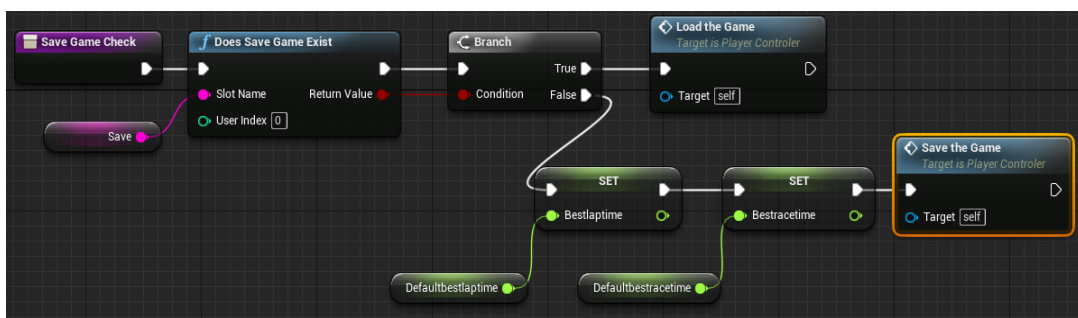 Save Game Check
Does Save Game Exist
Slot Name
Return Value
User Index 0
Save
Branch
True
Condition
False
Load the Game
Target is Player Controler
Target self
SET
Bestlaptime
SET
Bestracetime
Save the Game
Target is Player Controler
Target self
Defaultbestlaptime
Defaultbestracetime